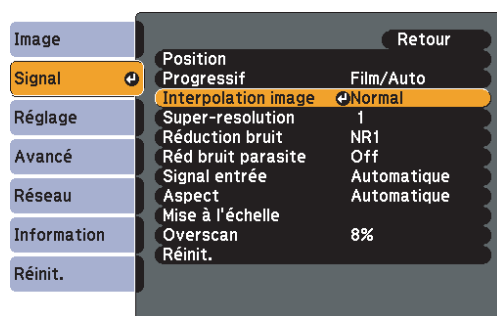 Image
Signal
Réglage
Avancé
Réseau
Information
Réinit.
Retour
Position
Progressif Film/Auto
Interpolation image Normal
Super-resolution 1
Réduction bruit NR1
Réd bruit parasite Off
Signal entrée Automatique
Aspect Automatique
Mise à l'échelle
Overscan 8%
Réinit.